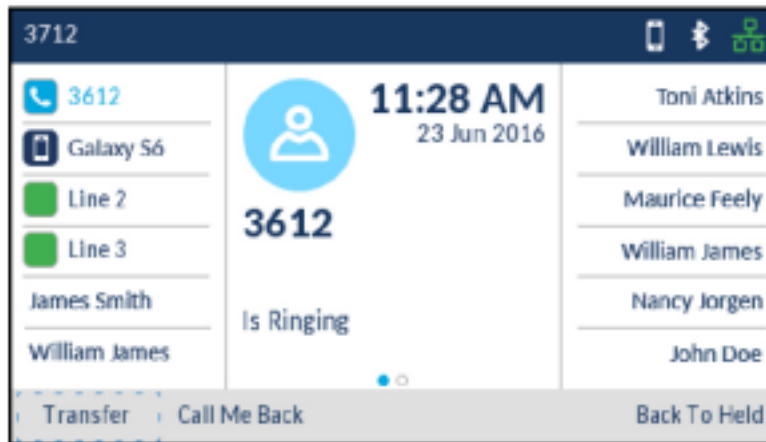 3712
3612
Galaxy S6
Line 2
Line 3
James Smith
William James
11:28 AM
23 Jun 2016
3612
Is Ringing
Toni Atkins
William Lewis
Maurice Feely
William James
Nancy Jorgen
John Doe
Transfer Call Me Back Back To Held